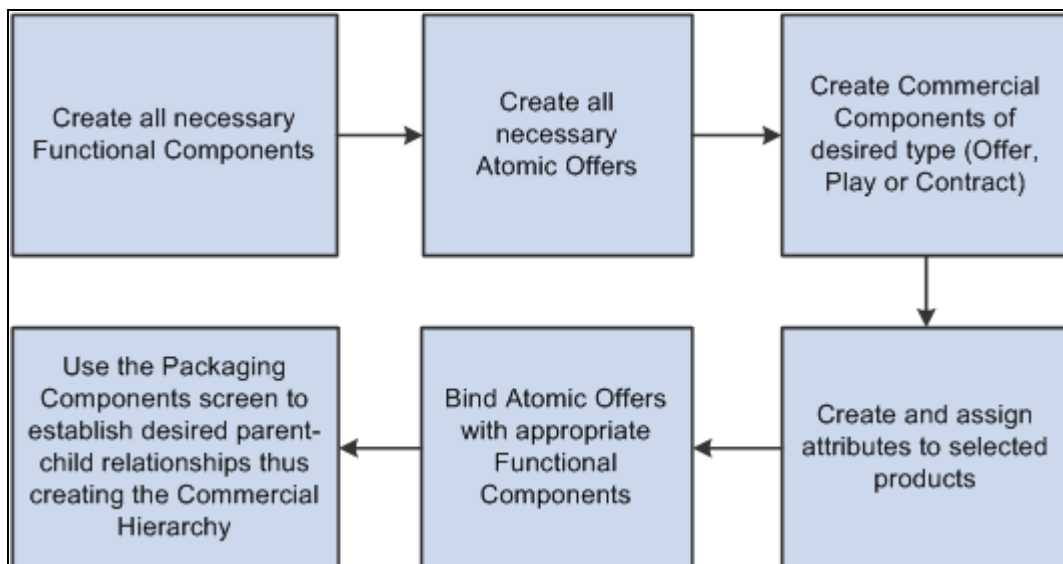 Create all necessary
Functional Components
Create all
necessary
Atomic Offers
Create Commercial
Components of
desired type (Offer,
Play or Contract)
Create and assign
attributes to selected
products
Bind Atomic Offers
with appropriate
Functional
Components
Use the Packaging
Components screen to
establish desired parent-
child relationships thus
creating the Commercial
Hierarchy